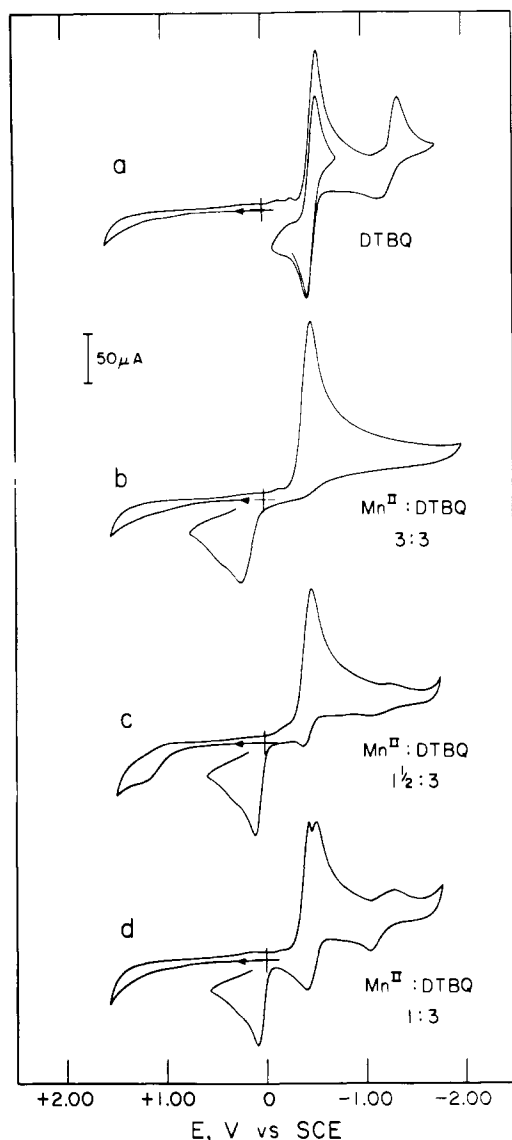 a
DTBQ
50μA
b
Mn^II : DTBQ
3:3
c
Mn^II : DTBQ
1½:3
d
Mn^II : DTBQ
1:3
+2.00 +1.00 0 -1.00 -2.00
E, V vs SCE